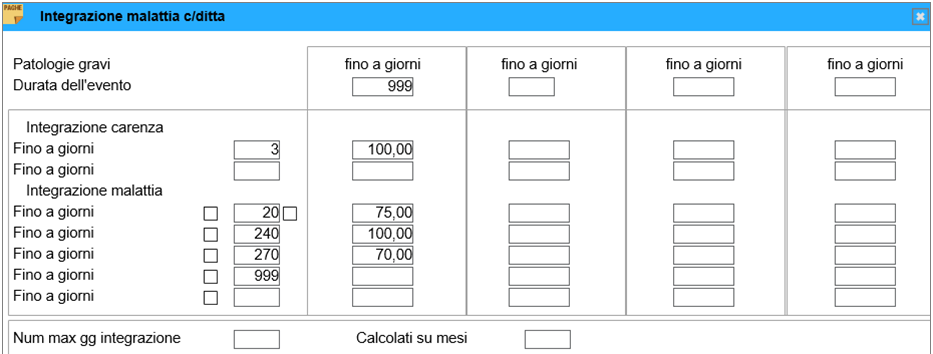 PAGHE
Integrazione malattia c/ditta
Patologie gravi fino a giorni fino a giorni fino a giorni fino a giorni
Durata dell'evento 999
Integrazione carenza
Fino a giorni 3 100,00
Fino a giorni
Integrazione malattia
Fino a giorni 20 75,00
Fino a giorni 240 100,00
Fino a giorni 270 70,00
Fino a giorni 999
Fino a giorni
Num max gg integrazione Calcolati su mesi